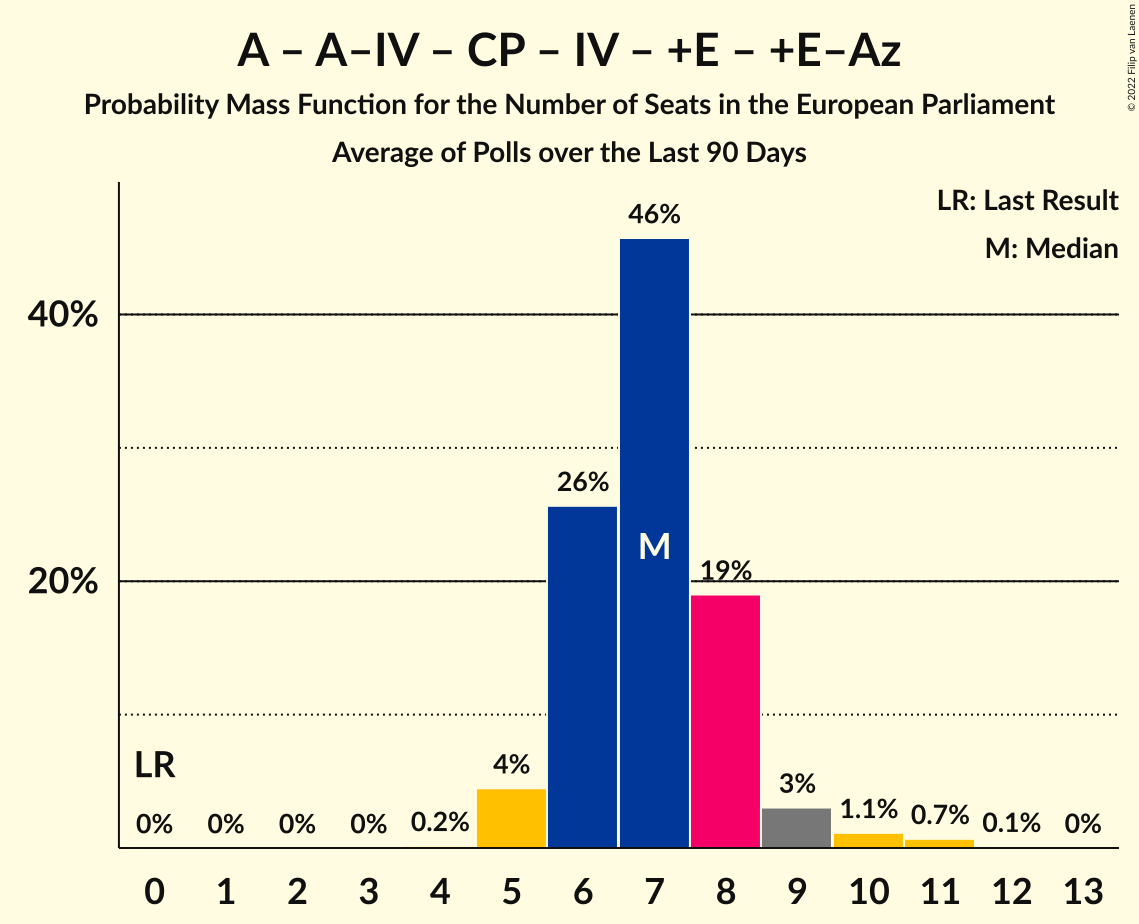 A – A–IV – CP – IV – +E – +E–Az
Probability Mass Function for the Number of Seats in the European Parliament
Average of Polls over the Last 90 Days
© 2022 Filip van Laenen
LR: Last Result
M: Median
40%
20%
LR
M
0% 0% 0% 0% 0.2% 4% 26% 46% 19% 3% 1.1% 0.7% 0.1% 0%
0 1 2 3 4 5 6 7 8 9 10 11 12 13